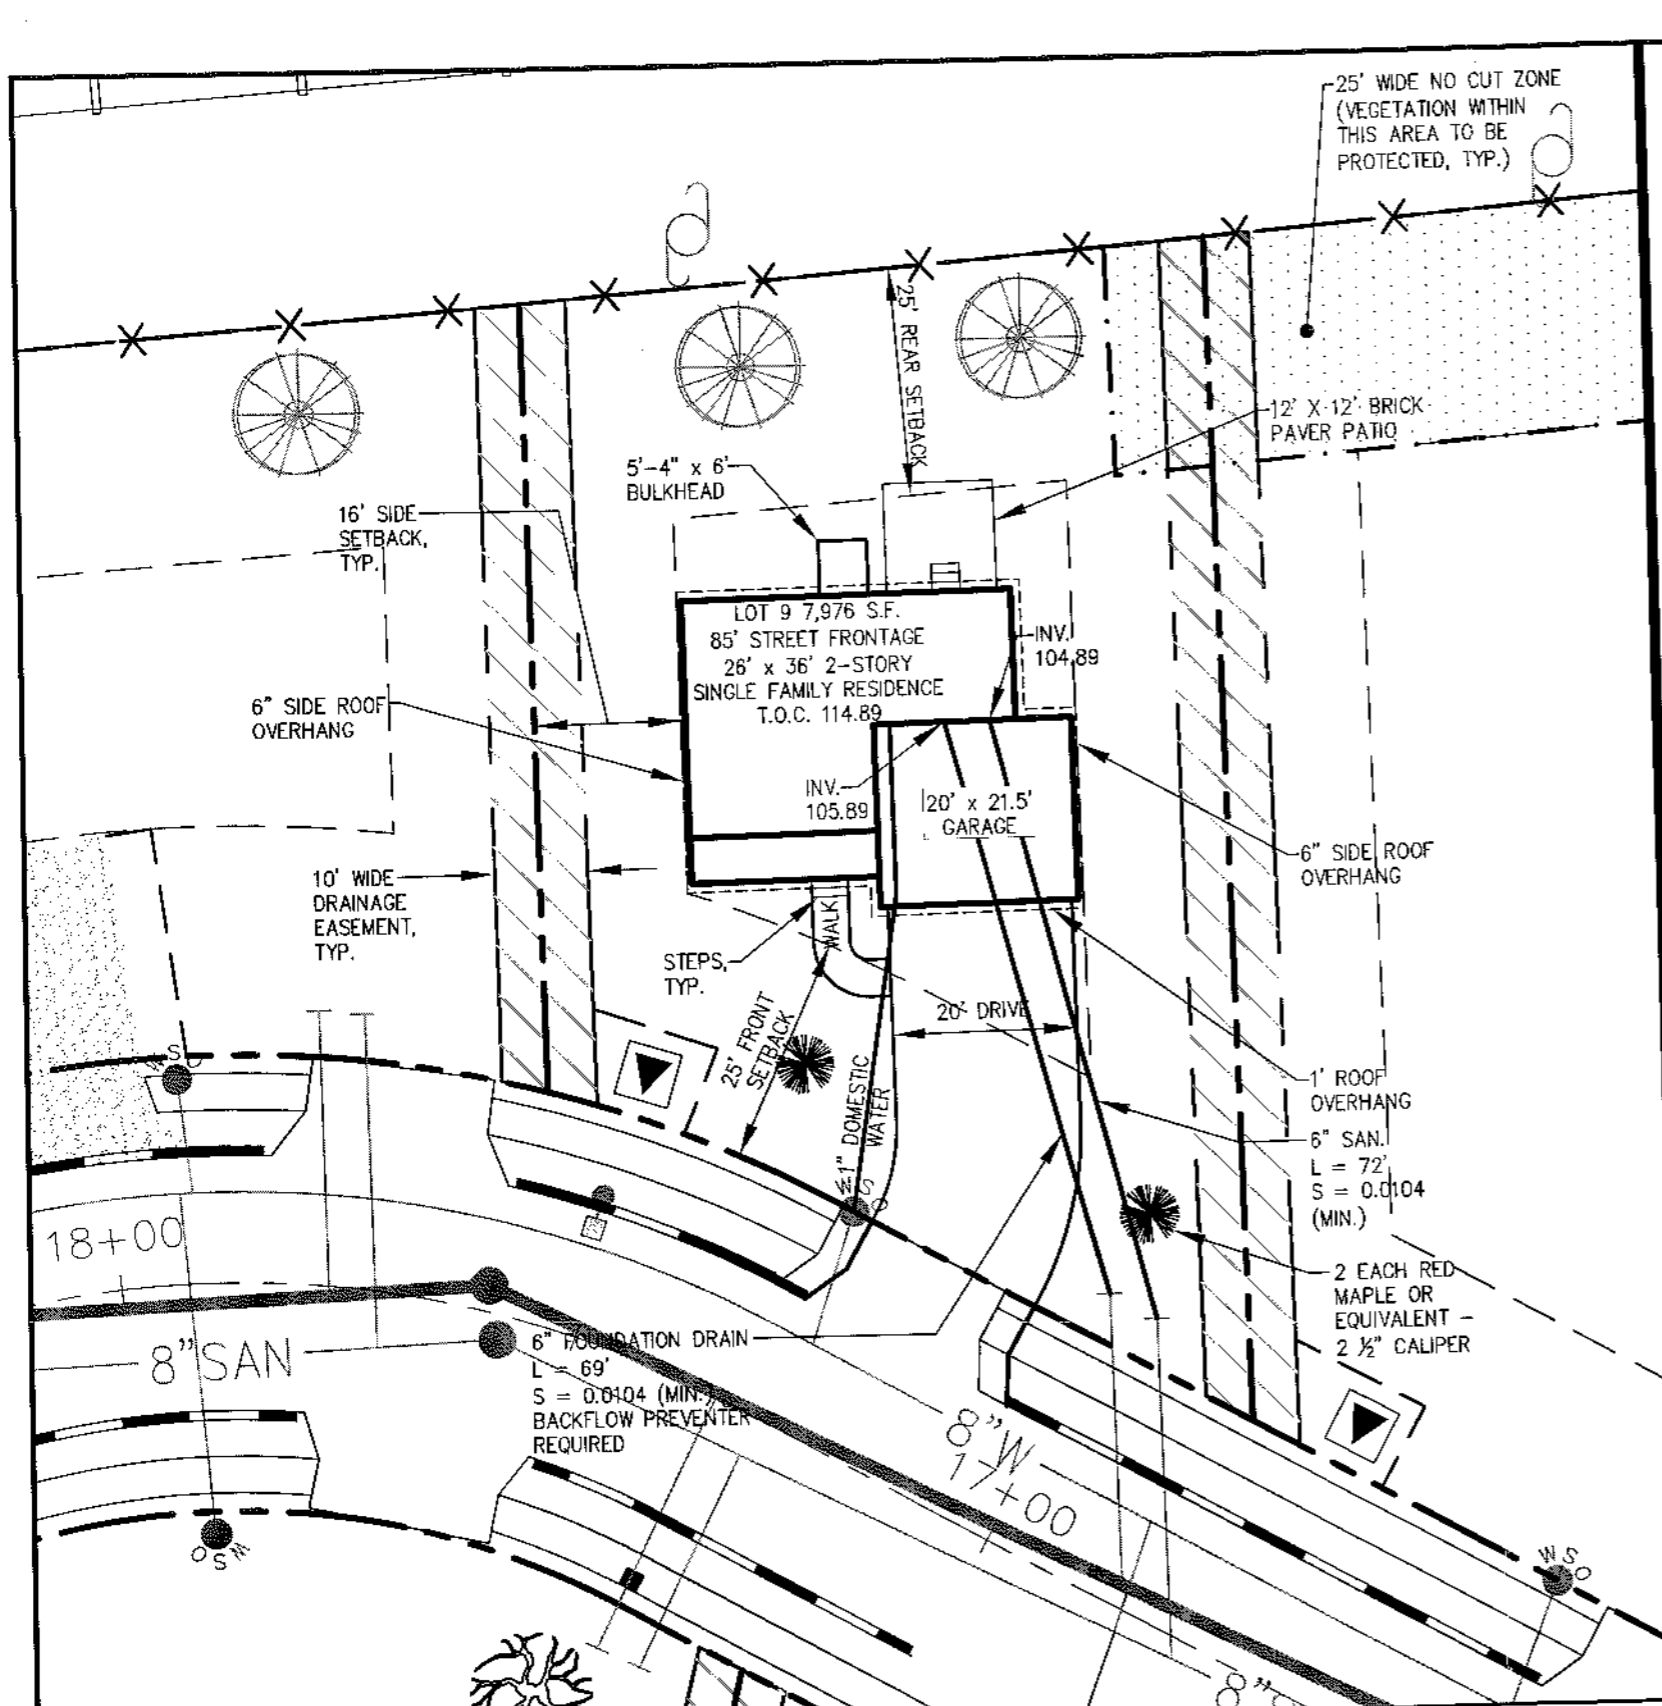 25' WIDE NO CUT ZONE
(VEGETATION WITHIN
THIS AREA TO BE
PROTECTED, TYP.)
25' REAR SETBACK
12' X 12' BRICK
PAVER PATIO
5'-4" x 6'
BULKHEAD
16' SIDE
SETBACK,
TYP.
LOT 9 7,976 S.F.
85' STREET FRONTAGE
26' x 36' 2-STORY
SINGLE FAMILY RESIDENCE
T.O.C. 114.89
INV.
104.89
6" SIDE ROOF
OVERHANG
INV.
105.89
20' x 21.5'
GARAGE
6" SIDE ROOF
OVERHANG
10' WIDE
DRAINAGE
EASEMENT,
TYP.
WALK
STEPS,
TYP.
25' FRONT
SETBACK
20' DRIVE
1" DOMESTIC
WATER
1' ROOF
OVERHANG
6" SAN.
L = 72'
S = 0.0104
(MIN.)
WSO
WSO
18+00
2 EACH RED
MAPLE OR
EQUIVALENT -
2 ½" CALIPER
8"SAN
6" FOUNDATION DRAIN
L = 69'
S = 0.0104 (MIN.)
BACKFLOW PREVENTER
REQUIRED
8"W
17+00
WSO
WSO